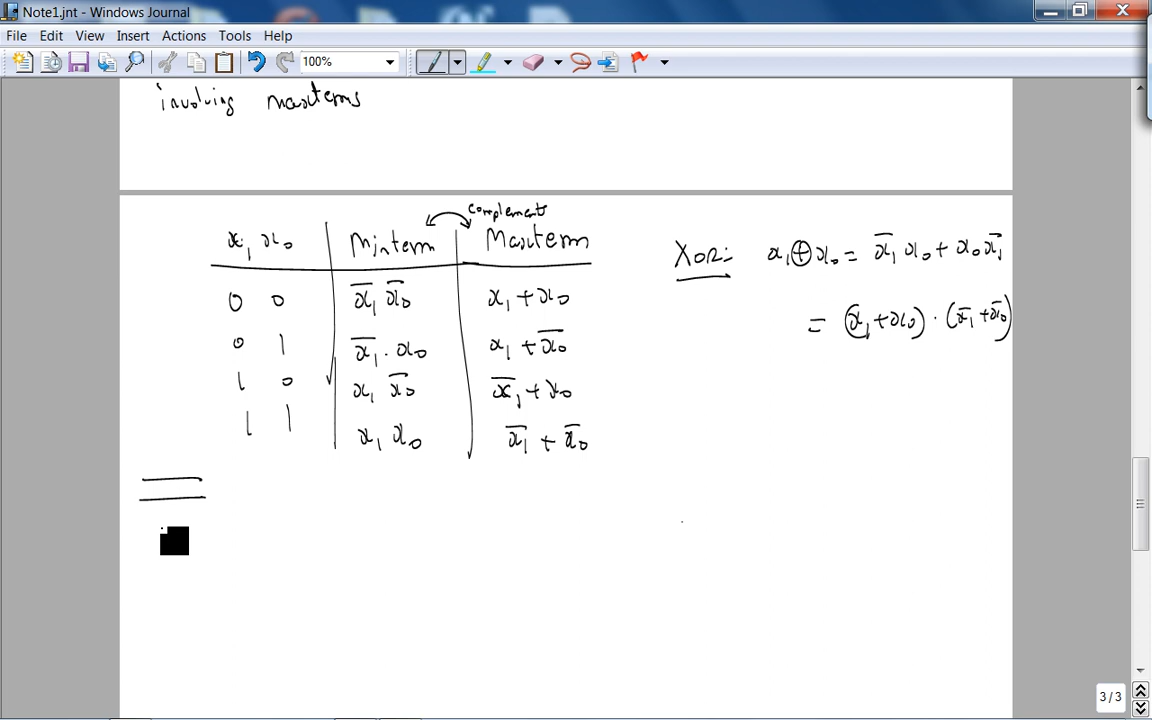 Note1.jnt - Windows Journal
File Edit View Insert Actions Tools Help
100%
involving maxterms
complements
x₁ x₀ Minterm Maxterm
0 0 x̅₁ x̅₀ x₁ + x₀
0 1 x̅₁ . x₀ x₁ + x̅₀
1 0 x₁ x̅₀ x̅₁ + x₀
1 1 x₁ x₀ x̅₁ + x̅₀
XOR: x₁ ⊕ x₀ = x̅₁ x₀ + x₀ x̅₁
= (x₁ + x₀) · (x̅₁ + x̅₀)
3 / 3